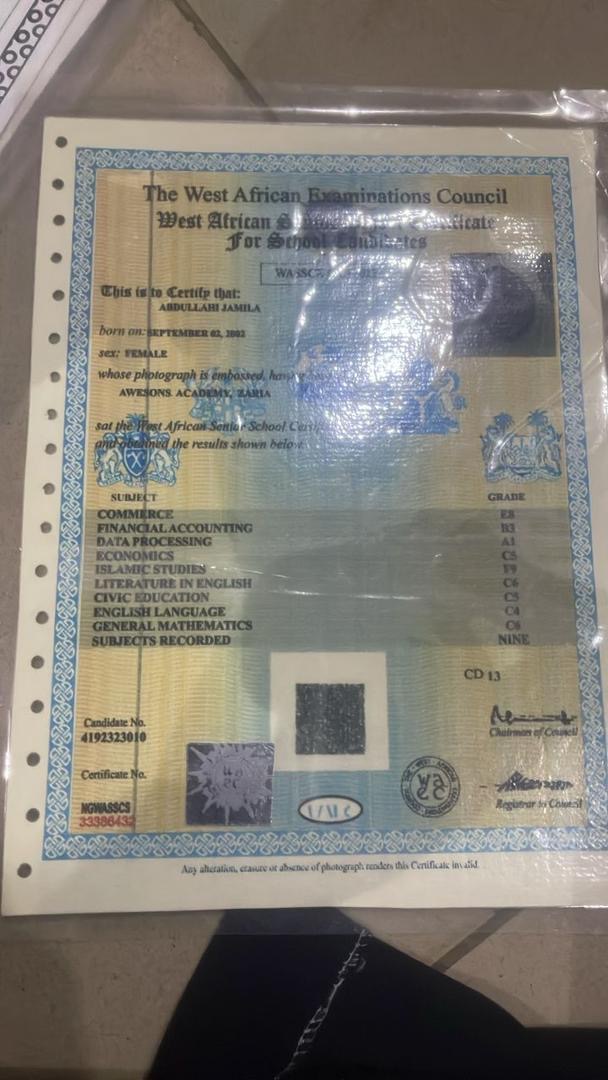 The West African Examinations Council
West African Certificate
For School Candidates
This is to Certify that:
ABDULLAHI JAMILA
born on: SEPTEMBER 02, 2002
sex: FEMALE
whose photograph is embossed,
AWESONS ACADEMY, ZARIA
sat the West African Senior School
and obtained the results shown below
SUBJECT GRADE
COMMERCE E8
FINANCIAL ACCOUNTING B3
DATA PROCESSING A1
ECONOMICS C5
ISLAMIC STUDIES F9
LITERATURE IN ENGLISH C6
CIVIC EDUCATION C5
ENGLISH LANGUAGE C4
GENERAL MATHEMATICS C6
SUBJECTS RECORDED NINE
CD 13
Chairman of Council
Candidate No.
4192323010
Certificate No.
Registrar to Council
NGWASSCS
33386432
Any alteration, erasure or absence of photograph renders this Certificate invalid.